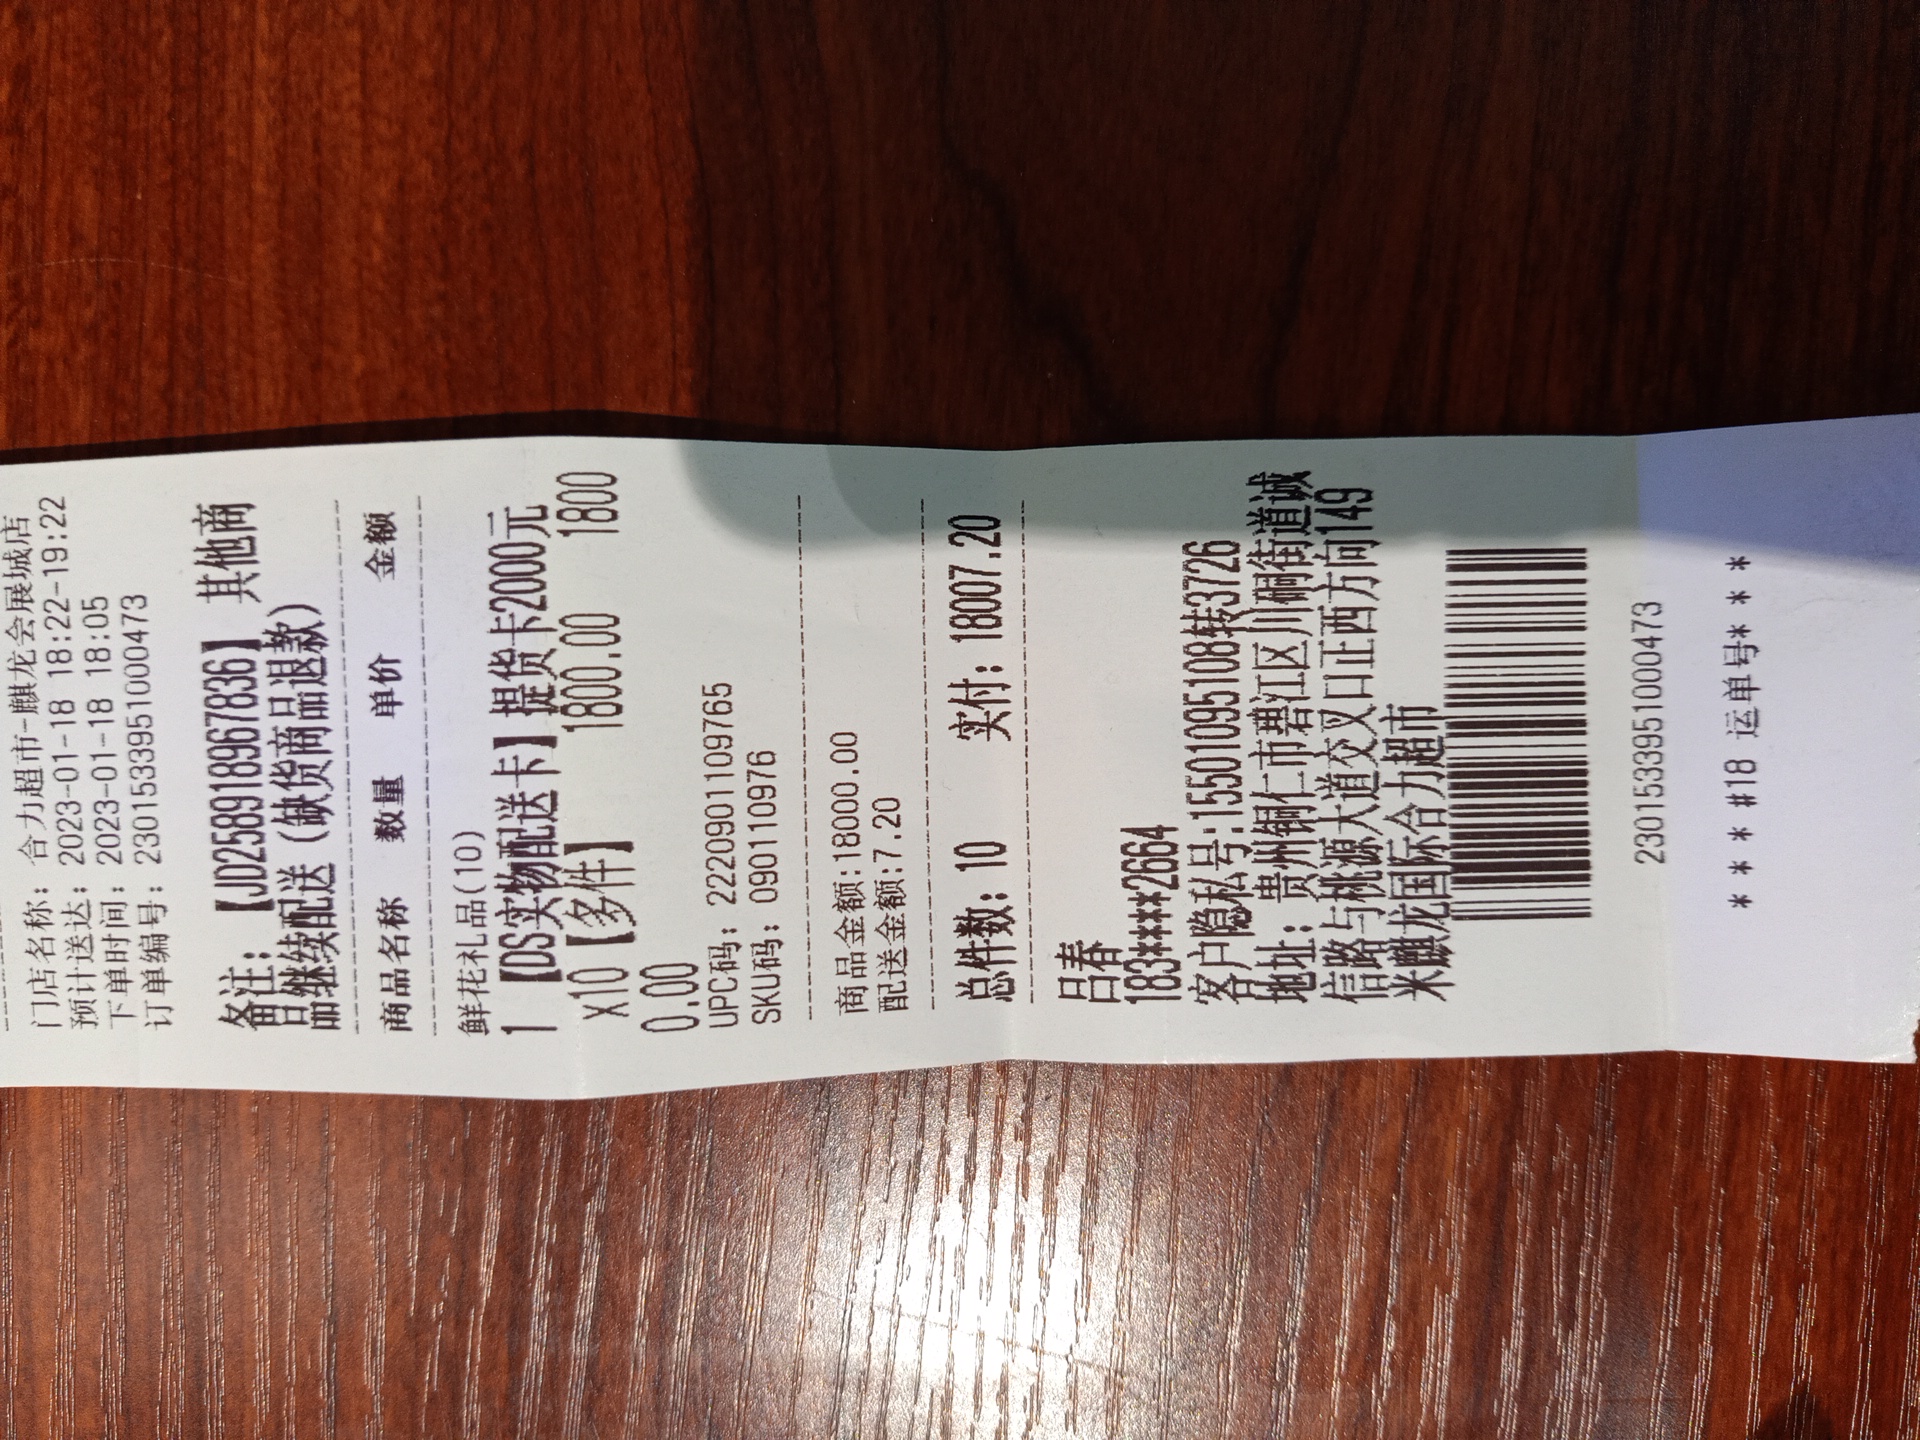 门店名称: 合力超市-麒龙会展城店
预计送达: 2023-01-18 18:22-19:22
下单时间: 2023-01-18 18:05
订单编号: 2301533951000473
备注: 【JD2589189678​36】 其他商
品继续配送（缺货商品退款）
商品名称 数量 单价 金额
鲜花礼品(10)
1 【DS实物配送卡】提货卡2000元
x10【多件】 1800.00 1800
0.00
UPC码: 2220901109765
SKU码: 090110976
商品金额:18000.00
配送金额:7.20
总件数: 10 实付: 18007.20
吕春
183****2664
客户隐私号:15501095108转3726
地址: 贵州铜仁市碧江区川硐街道诚
信路与桃源大道交叉口正西方向149
米麒龙国际合力超市
2301533951000473
* * * #18 运单号* * *